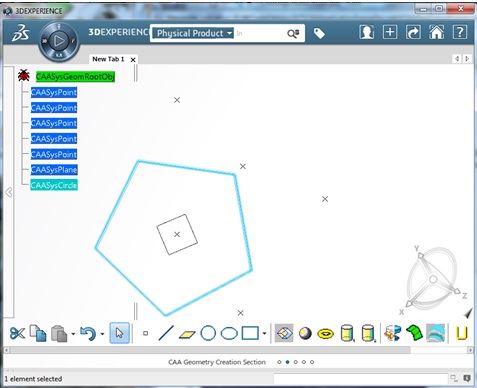 3DEXPERIENCE
3DEXPERIENCE Physical Product in
New Tab 1
CAASysGeomRootObj
CAASysPoint
CAASysPoint
CAASysPoint
CAASysPoint
CAASysPoint
CAASysPlane
CAASysCircle
Y
Z
X
CAA Geometry Creation Section
1 element selected